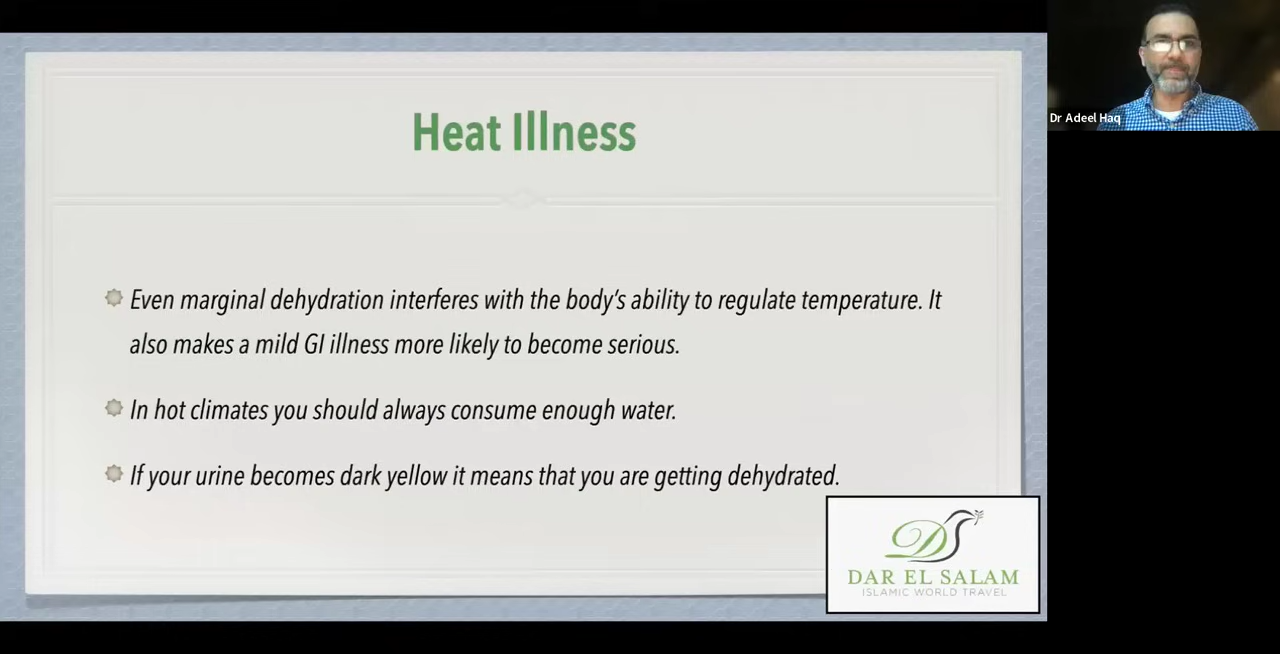 Heat Illness
Dr Adeel Haq
Even marginal dehydration interferes with the body's ability to regulate temperature. It
also makes a mild GI illness more likely to become serious.
In hot climates you should always consume enough water.
If your urine becomes dark yellow it means that you are getting dehydrated.
DS
DAR EL SALAM
ISLAMIC WORLD TRAVEL